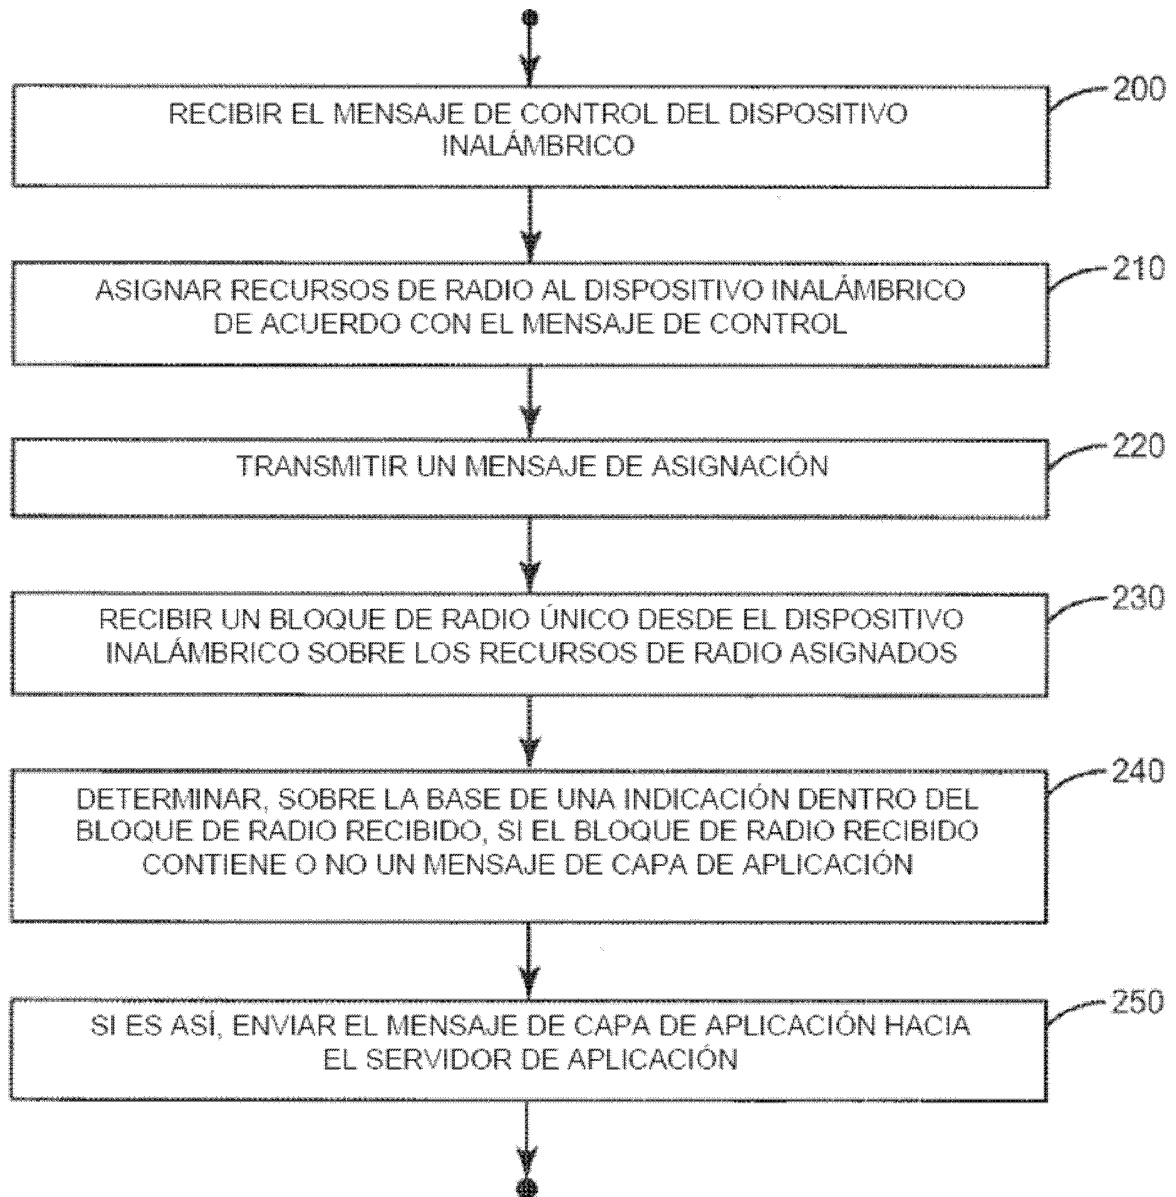 200
RECIBIR EL MENSAJE DE CONTROL DEL DISPOSITIVO
INALÁMBRICO
210
ASIGNAR RECURSOS DE RADIO AL DISPOSITIVO INALÁMBRICO
DE ACUERDO CON EL MENSAJE DE CONTROL
220
TRANSMITIR UN MENSAJE DE ASIGNACIÓN
230
RECIBIR UN BLOQUE DE RADIO ÚNICO DESDE EL DISPOSITIVO
INALÁMBRICO SOBRE LOS RECURSOS DE RADIO ASIGNADOS
240
DETERMINAR, SOBRE LA BASE DE UNA INDICACIÓN DENTRO DEL
BLOQUE DE RADIO RECIBIDO, SI EL BLOQUE DE RADIO RECIBIDO
CONTIENE O NO UN MENSAJE DE CAPA DE APLICACIÓN
250
SI ES ASÍ, ENVIAR EL MENSAJE DE CAPA DE APLICACIÓN HACIA
EL SERVIDOR DE APLICACIÓN